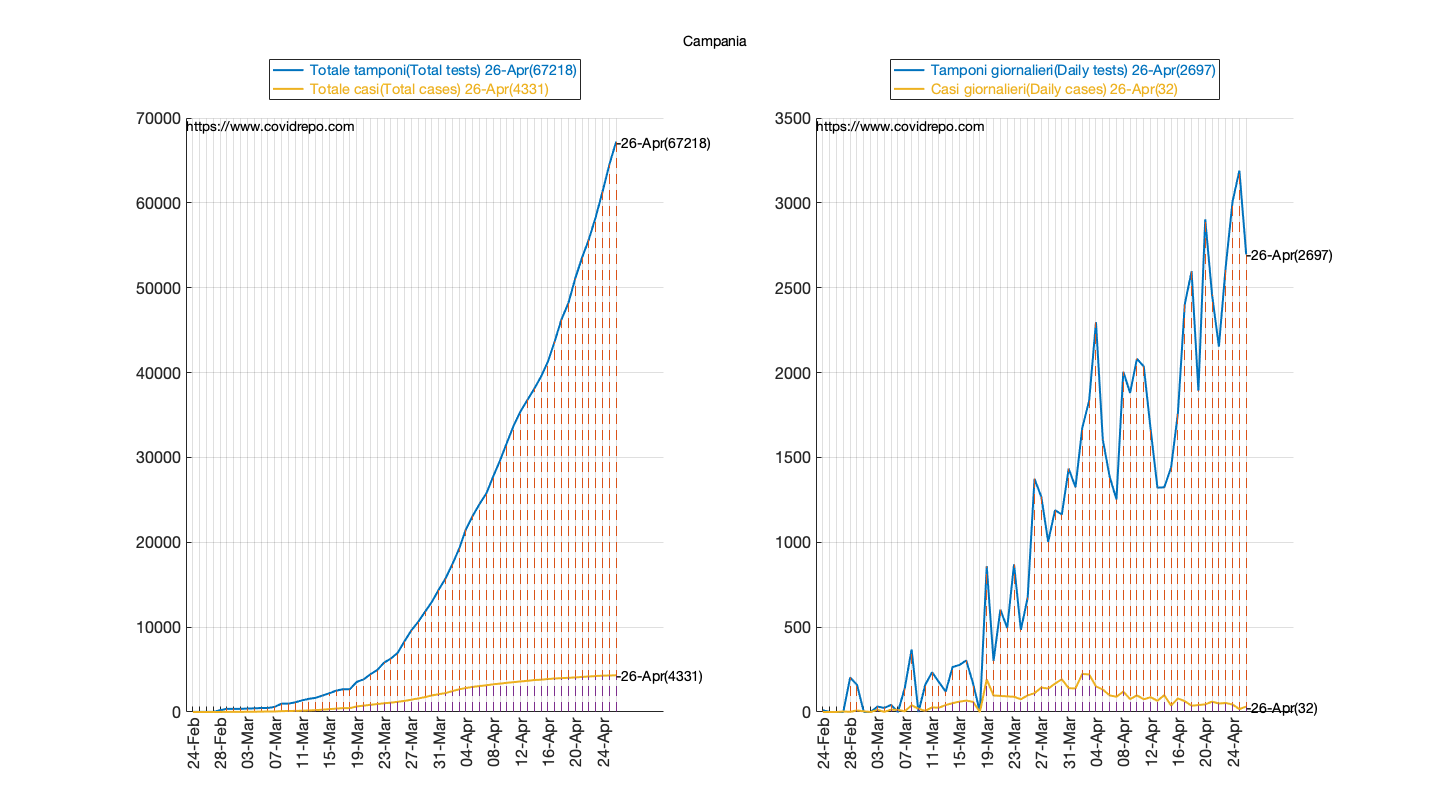 Campania
Totale tamponi(Total tests) 26-Apr(67218)
Totale casi(Total cases) 26-Apr(4331)
70000
https://www.covidrepo.com
26-Apr(67218)
60000
50000
40000
30000
20000
10000
26-Apr(4331)
0
24-Feb
28-Feb
03-Mar
07-Mar
11-Mar
15-Mar
19-Mar
23-Mar
27-Mar
31-Mar
04-Apr
08-Apr
12-Apr
16-Apr
20-Apr
24-Apr
Tamponi giornalieri(Daily tests) 26-Apr(2697)
Casi giornalieri(Daily cases) 26-Apr(32)
3500
https://www.covidrepo.com
3000
26-Apr(2697)
2500
2000
1500
1000
500
26-Apr(32)
0
24-Feb
28-Feb
03-Mar
07-Mar
11-Mar
15-Mar
19-Mar
23-Mar
27-Mar
31-Mar
04-Apr
08-Apr
12-Apr
16-Apr
20-Apr
24-Apr